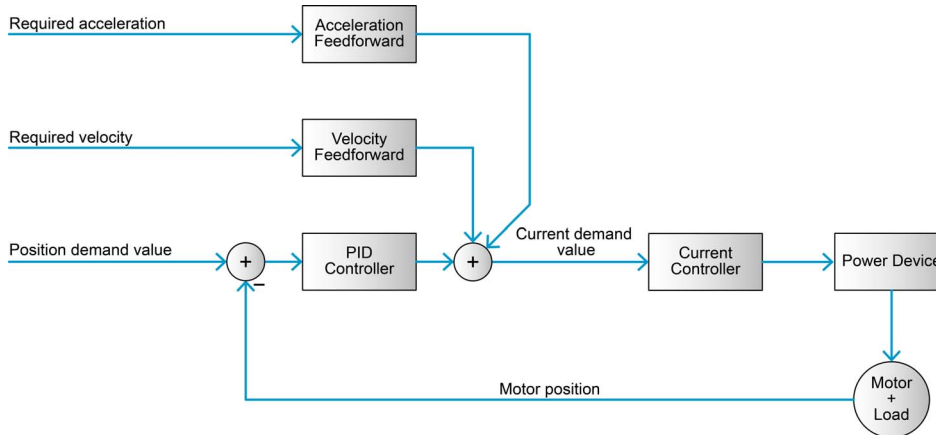 Required acceleration
Acceleration
Feedforward
Required velocity
Velocity
Feedforward
Position demand value
+
−
PID
Controller
+
Current demand
value
Current
Controller
Power Device
Motor position
Motor
+
Load